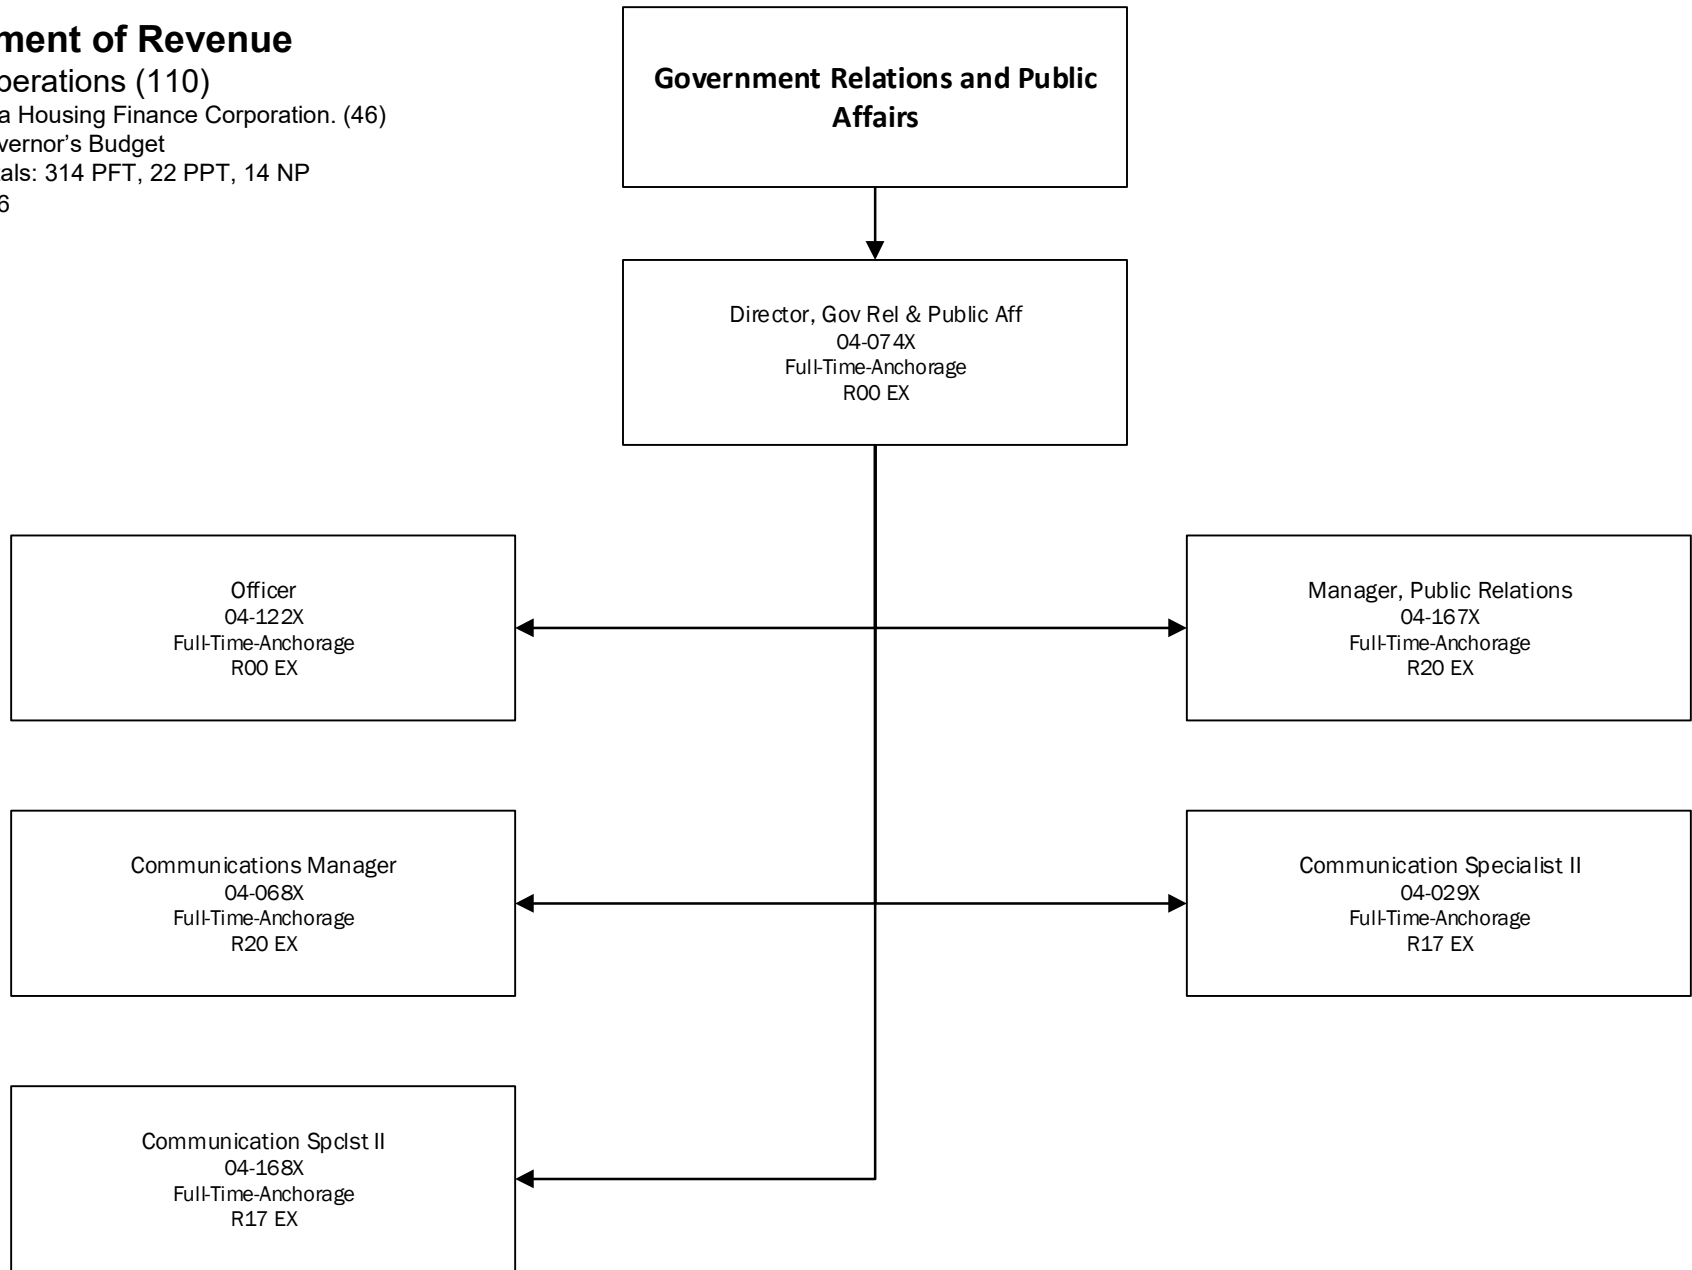 ment of Revenue
perations (110)
a Housing Finance Corporation. (46)
vernor's Budget
tals: 314 PFT, 22 PPT, 14 NP
6
Government Relations and Public
Affairs
Director, Gov Rel & Public Aff
04-074X
Full-Time-Anchorage
R00 EX
Officer
04-122X
Full-Time-Anchorage
R00 EX
Manager, Public Relations
04-167X
Full-Time-Anchorage
R20 EX
Communications Manager
04-068X
Full-Time-Anchorage
R20 EX
Communication Specialist II
04-029X
Full-Time-Anchorage
R17 EX
Communication Spclst II
04-168X
Full-Time-Anchorage
R17 EX